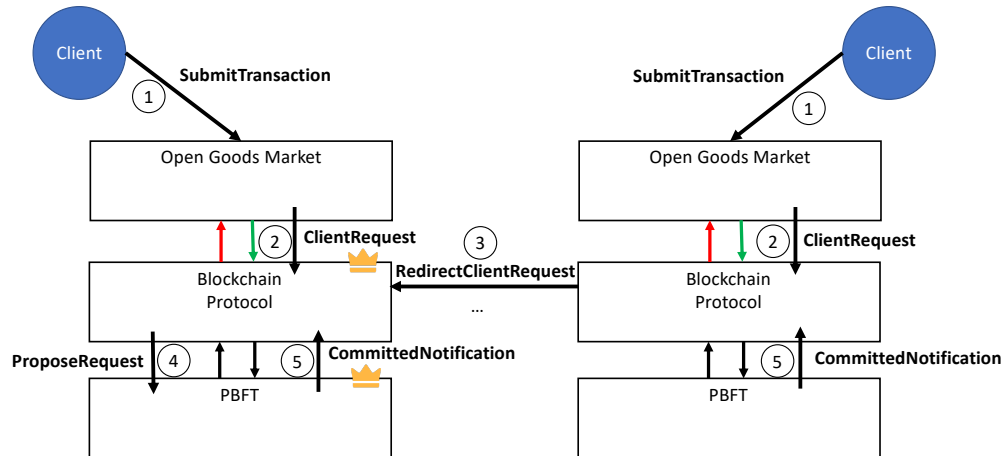 Client
Client
SubmitTransaction
SubmitTransaction
1
1
Open Goods Market
Open Goods Market
2
ClientRequest
3
2
ClientRequest
RedirectClientRequest
Blockchain
Protocol
...
Blockchain
Protocol
ProposeRequest
4
5
CommittedNotification
5
CommittedNotification
PBFT
PBFT